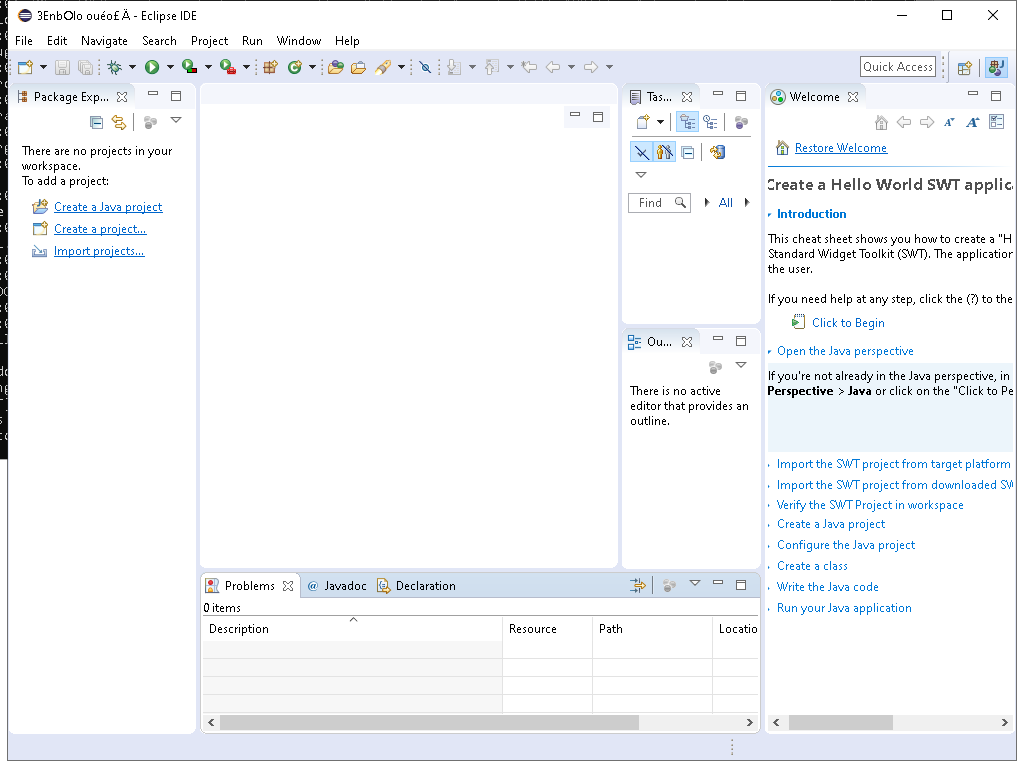 3EnbOlo ouéo£Ä - Eclipse IDE
File Edit Navigate Search Project Run Window Help
Quick Access
Package Exp...
There are no projects in your
workspace.
To add a project:
Create a Java project
Create a project...
Import projects...
Tas...
Find
All
Ou...
There is no active
editor that provides an
outline.
Welcome
Restore Welcome
Create a Hello World SWT applic
Introduction
This cheat sheet shows you how to create a "H
Standard Widget Toolkit (SWT). The application
the user.
If you need help at any step, click the (?) to the
Click to Begin
Open the Java perspective
If you're not already in the Java perspective, in
Perspective > Java or click on the "Click to Pe
Import the SWT project from target platform
Import the SWT project from downloaded SW
Verify the SWT Project in workspace
Create a Java project
Configure the Java project
Create a class
Write the Java code
Run your Java application
Problems @ Javadoc Declaration
0 items
Description Resource Path Locatio